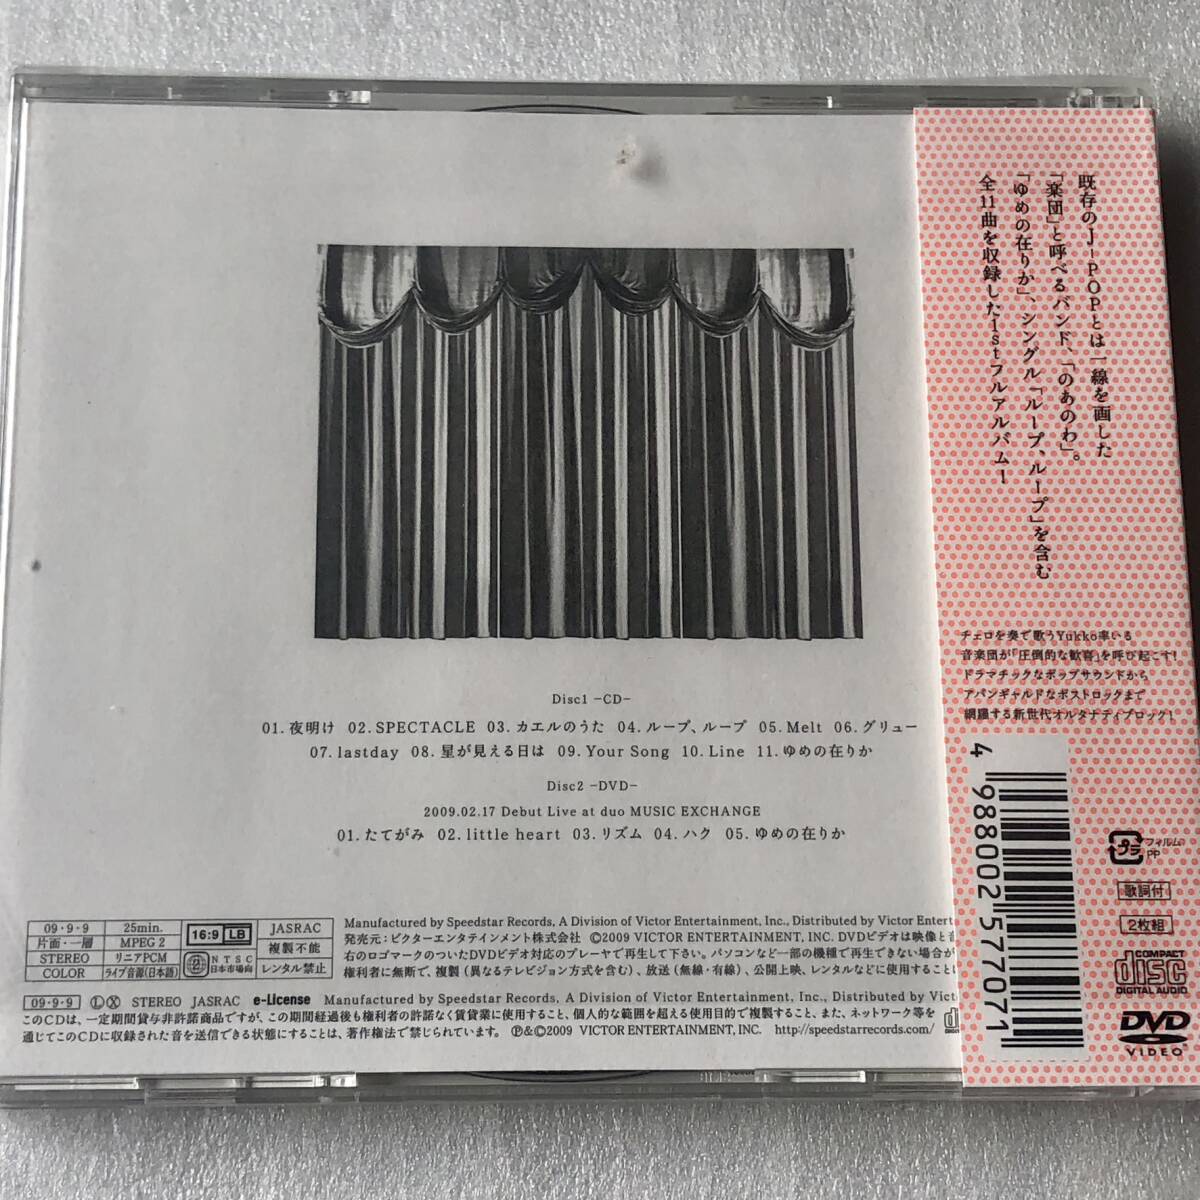 既存のJ-POPとは一線を画した
「楽団」と呼べるバンド、「のあのわ」。
「ゆめの在りか」、シングル「ループ、ループ」を含む
全11曲を収録した1stフルアルバム!
チェロを奏で歌うYukko率いる
音楽団が「圧倒的な歓喜」を呼び起こす!
ドラマチックなポップサウンドから
アバンギャルドなポストロックまで
網羅する新世代オルタナティブロック!
Disc1 -CD-
01. 夜明け 02. SPECTACLE 03. カエルのうた 04. ループ、ループ 05. Melt 06. グリュー
07. lastday 08. 星が見える日は 09. Your Song 10. Line 11. ゆめの在りか
Disc2 -DVD-
2009.02.17 Debut Live at duo MUSIC EXCHANGE
01. たてがみ 02. little heart 03. リズム 04. ハク 05. ゆめの在りか
4 988002 577071
プラ フィルム PP
歌詞付
2枚組
COMPACT disc DIGITAL AUDIO
DVD VIDEO
09・9・9 25min.
片面・一層 MPEG 2
STEREO リニアPCM
COLOR ライブ音源(日本語)
16:9 LB
2 NTSC 日本市場向
JASRAC
複製不能
レンタル禁止
Manufactured by Speedstar Records, A Division of Victor Entertainment, Inc., Distributed by Victor Entert
発売元:ビクターエンタテインメント株式会社 ©2009 VICTOR ENTERTAINMENT, INC. DVDビデオは映像と音
右のロゴマークのついたDVDビデオ対応のプレーヤで再生して下さい。パソコンなど一部の機種で再生できない場合が
権利者に無断で、複製(異なるテレビジョン方式を含む)、放送(無線・有線)、公開上映、レンタルなどに使用すること
09・9・9 Ⓛ Ⓧ STEREO JASRAC e-License Manufactured by Speedstar Records, A Division of Victor Entertainment, Inc., Distributed by Vict
このCDは、一定期間貸与非許諾商品ですが、この期間経過後も権利者の許諾なく賃貸業に使用すること、個人的な範囲を超える使用目的で複製すること、また、ネットワーク等を
通じてこのCDに収録された音を送信できる状態にすることは、著作権法で禁じられています。 ℗&©2009 VICTOR ENTERTAINMENT, INC. http://speedstarrecords.com/